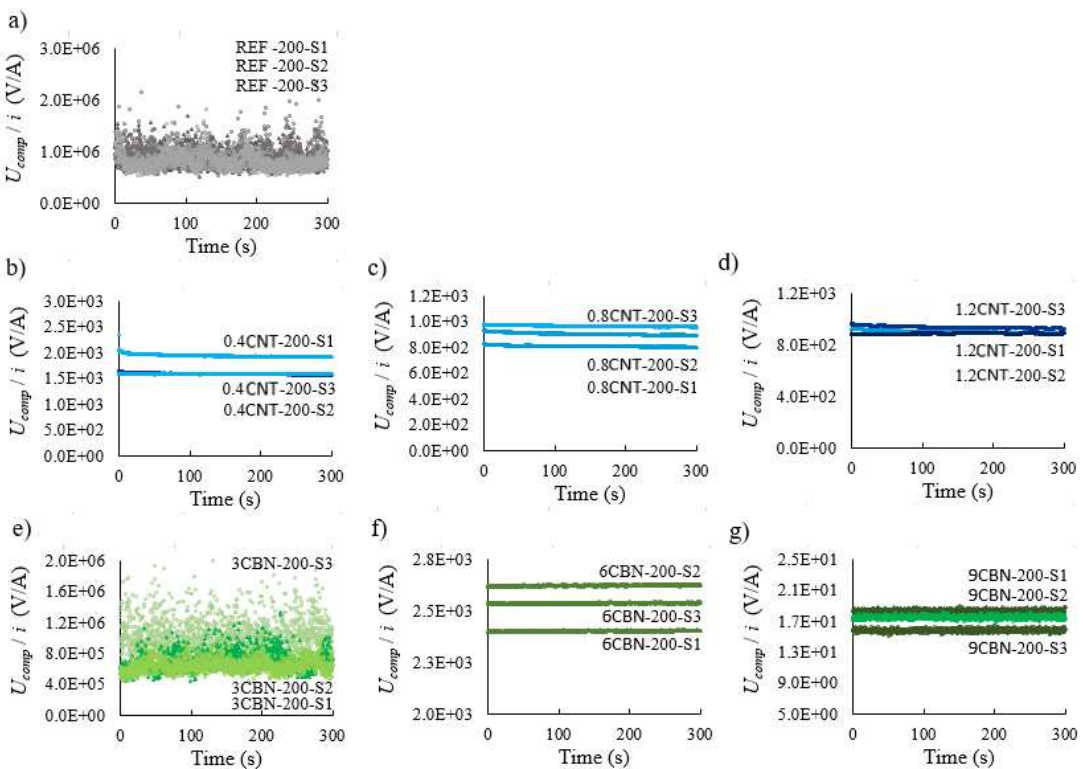 a)
3.0E+06
2.0E+06
1.0E+06
0.0E+00
U_comp / i (V/A)
REF -200-S1
REF -200-S2
REF -200-S3
0 100 200 300
Time (s)
b)
3.0E+03
2.5E+03
2.0E+03
1.5E+03
1.0E+03
5.0E+02
0.0E+00
U_comp / i (V/A)
0.4CNT-200-S1
0.4CNT-200-S3
0.4CNT-200-S2
0 100 200 300
Time (s)
c)
1.2E+03
1.0E+03
8.0E+02
6.0E+02
4.0E+02
2.0E+02
0.0E+00
U_comp / i (V/A)
0.8CNT-200-S3
0.8CNT-200-S2
0.8CNT-200-S1
0 100 200 300
Time (s)
d)
1.2E+03
8.0E+02
4.0E+02
0.0E+00
U_comp / i (V/A)
1.2CNT-200-S3
1.2CNT-200-S1
1.2CNT-200-S2
0 100 200 300
Time (s)
e)
2.0E+06
1.6E+06
1.2E+06
8.0E+05
4.0E+05
0.0E+00
U_comp / i (V/A)
3CBN-200-S3
3CBN-200-S2
3CBN-200-S1
0 100 200 300
Time (s)
f)
2.8E+03
2.5E+03
2.3E+03
2.0E+03
U_comp / i (V/A)
6CBN-200-S2
6CBN-200-S3
6CBN-200-S1
0 100 200 300
Time (s)
g)
2.5E+01
2.1E+01
1.7E+01
1.3E+01
9.0E+00
5.0E+00
U_comp / i (V/A)
9CBN-200-S1
9CBN-200-S2
9CBN-200-S3
0 100 200 300
Time (s)